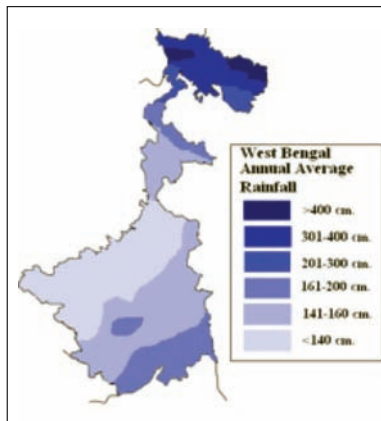 West Bengal
Annual Average
Rainfall
>400 cm.
301-400 cm.
201-300 cm.
161-200 cm.
141-160 cm.
<140 cm.